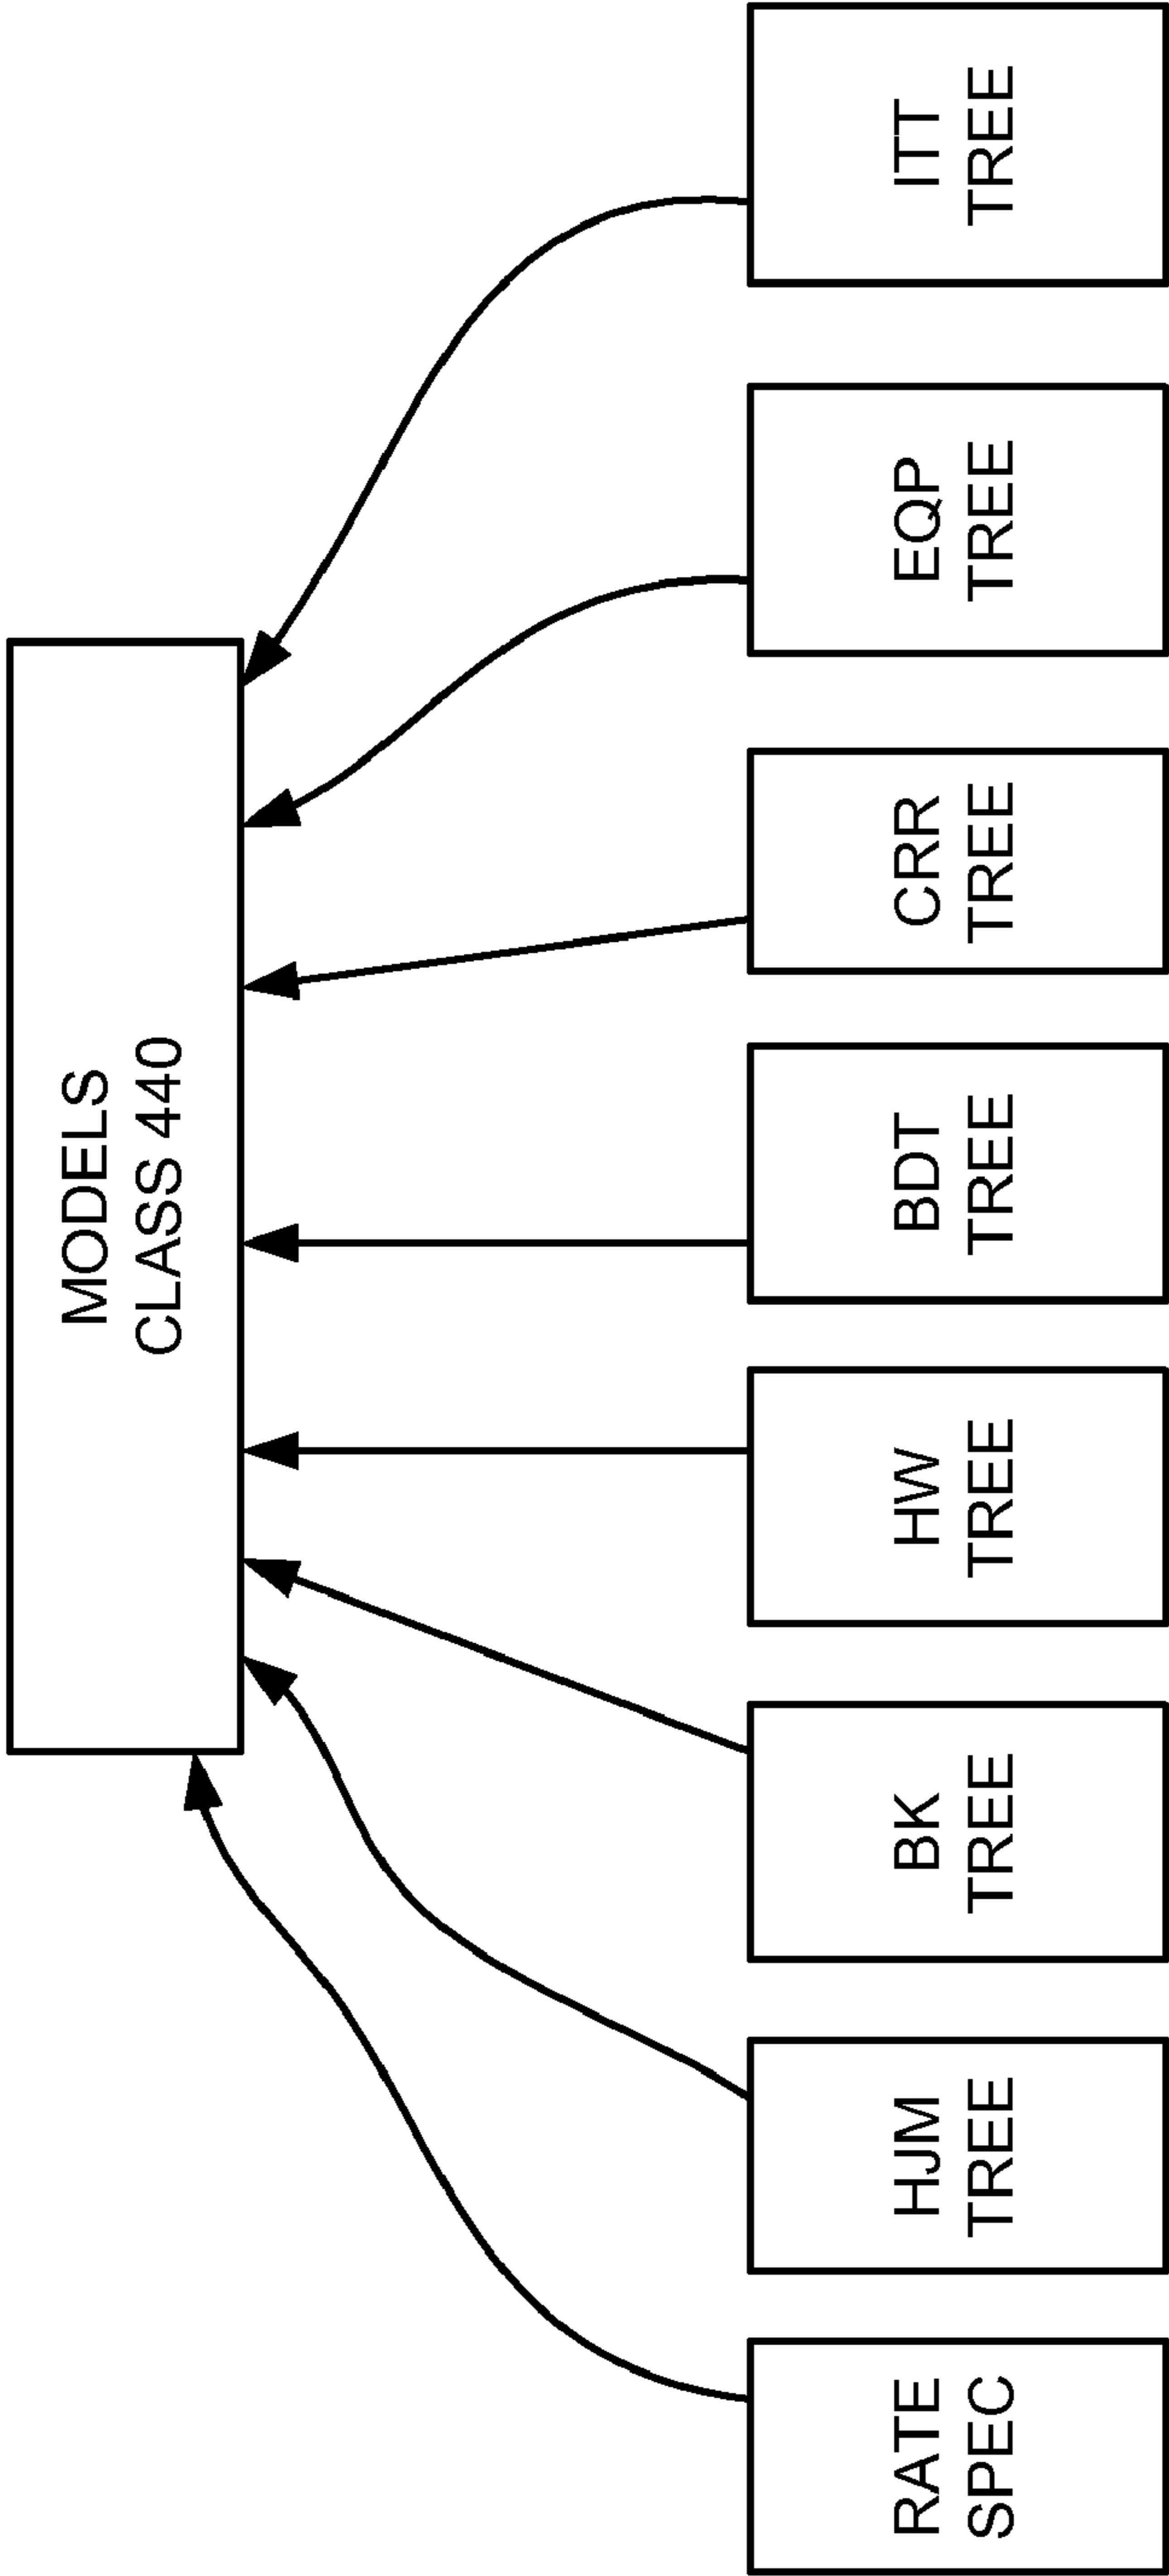 MODELS
CLASS 440
RATE
SPEC
HJM
TREE
BK
TREE
HW
TREE
BDT
TREE
CRR
TREE
EQP
TREE
ITT
TREE